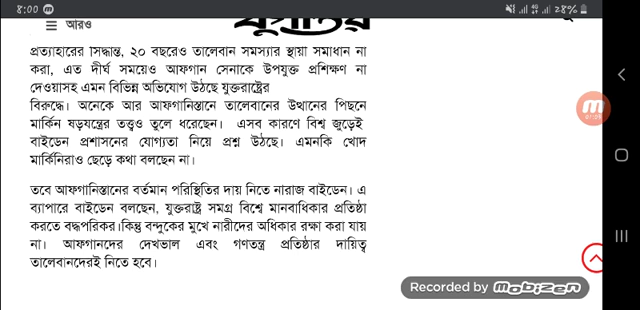 8:00
28%
আরও
যুগান্তর
প্রত্যাহারের সিদ্ধান্ত, ২০ বছরেও তালেবান সমস্যার স্থায়ী সমাধান না
করা, এত দীর্ঘ সময়েও আফগান সেনাকে উপযুক্ত প্রশিক্ষণ না
দেওয়াসহ এমন বিভিন্ন অভিযোগ উঠছে যুক্তরাষ্ট্রের
বিরুদ্ধে। অনেকে আর আফগানিস্তানে তালেবানের উত্থানের পিছনে
মার্কিন ষড়যন্ত্রের তত্ত্বও তুলে ধরেছেন। এসব কারণে বিশ্ব জুড়েই
বাইডেন প্রশাসনের যোগ্যতা নিয়ে প্রশ্ন উঠছে। এমনকি খোদ
মার্কিনিরাও ছেড়ে কথা বলছেন না।
তবে আফগানিস্তানের বর্তমান পরিস্থিতির দায় নিতে নারাজ বাইডেন। এ
ব্যাপারে বাইডেন বলছেন, যুক্তরাষ্ট্র সমগ্র বিশ্বে মানবাধিকার প্রতিষ্ঠা
করতে বদ্ধপরিকর।কিন্তু বন্দুকের মুখে নারীদের অধিকার রক্ষা করা যায়
না। আফগানদের দেখভাল এবং গণতন্ত্র প্রতিষ্ঠার দায়িত্ব
তালেবানদেরই নিতে হবে।
Recorded by mobizen